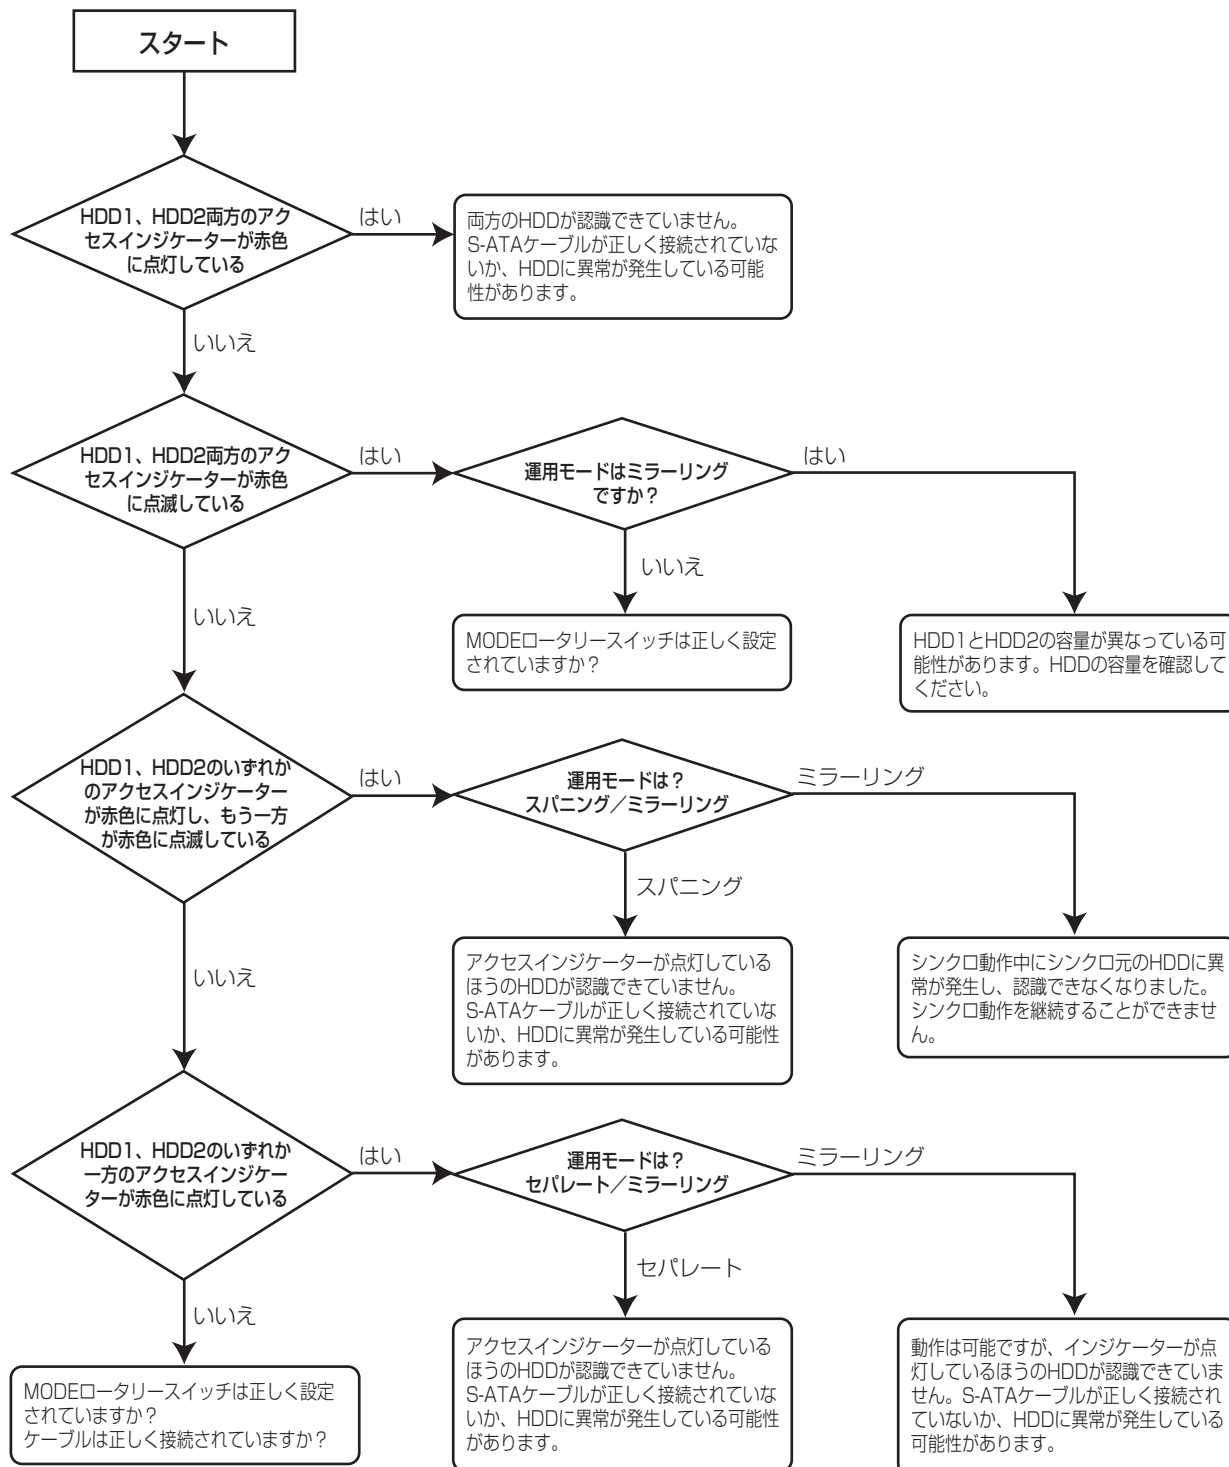 スタート
HDD1、HDD2両方のアク
セスインジケーターが赤色
に点灯している
はい
両方のHDDが認識できていません。
S-ATAケーブルが正しく接続されていな
いか、HDDに異常が発生している可能
性があります。
いいえ
HDD1、HDD2両方のアク
セスインジケーターが赤色
に点滅している
はい
運用モードはミラーリング
ですか？
はい
いいえ
いいえ
MODEロータリースイッチは正しく設定
されていますか？
HDD1とHDD2の容量が異なっている可
能性があります。HDDの容量を確認して
ください。
HDD1、HDD2のいずれか
のアクセスインジケーター
が赤色に点灯し、もう一方
が赤色に点滅している
はい
運用モードは？
スパニング／ミラーリング
ミラーリング
スパニング
いいえ
アクセスインジケーターが点灯している
ほうのHDDが認識できていません。
S-ATAケーブルが正しく接続されていな
いか、HDDに異常が発生している可能性
があります。
シンクロ動作中にシンクロ元のHDDに異
常が発生し、認識できなくなりました。
シンクロ動作を継続することができませ
ん。
HDD1、HDD2のいずれか
一方のアクセスインジケー
ターが赤色に点灯している
はい
運用モードは？
セパレート／ミラーリング
ミラーリング
セパレート
いいえ
MODEロータリースイッチは正しく設定
されていますか？
ケーブルは正しく接続されていますか？
アクセスインジケーターが点灯している
ほうのHDDが認識できていません。
S-ATAケーブルが正しく接続されていな
いか、HDDに異常が発生している可能性
があります。
動作は可能ですが、インジケーターが点
灯しているほうのHDDが認識できていま
せん。S-ATAケーブルが正しく接続され
ていないか、HDDに異常が発生している
可能性があります。